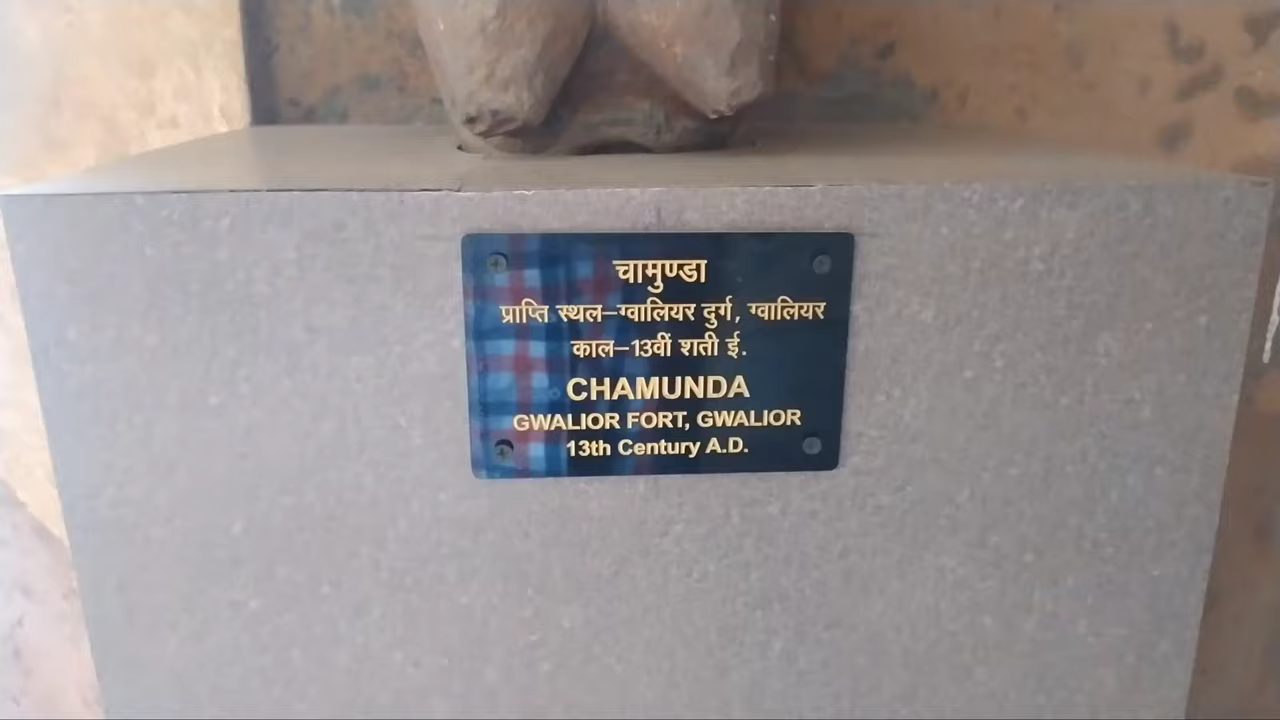 चामुण्डा
प्राप्ति स्थल–ग्वालियर दुर्ग, ग्वालियर
काल–13वीं शती ई.
CHAMUNDA
GWALIOR FORT, GWALIOR
13th Century A.D.